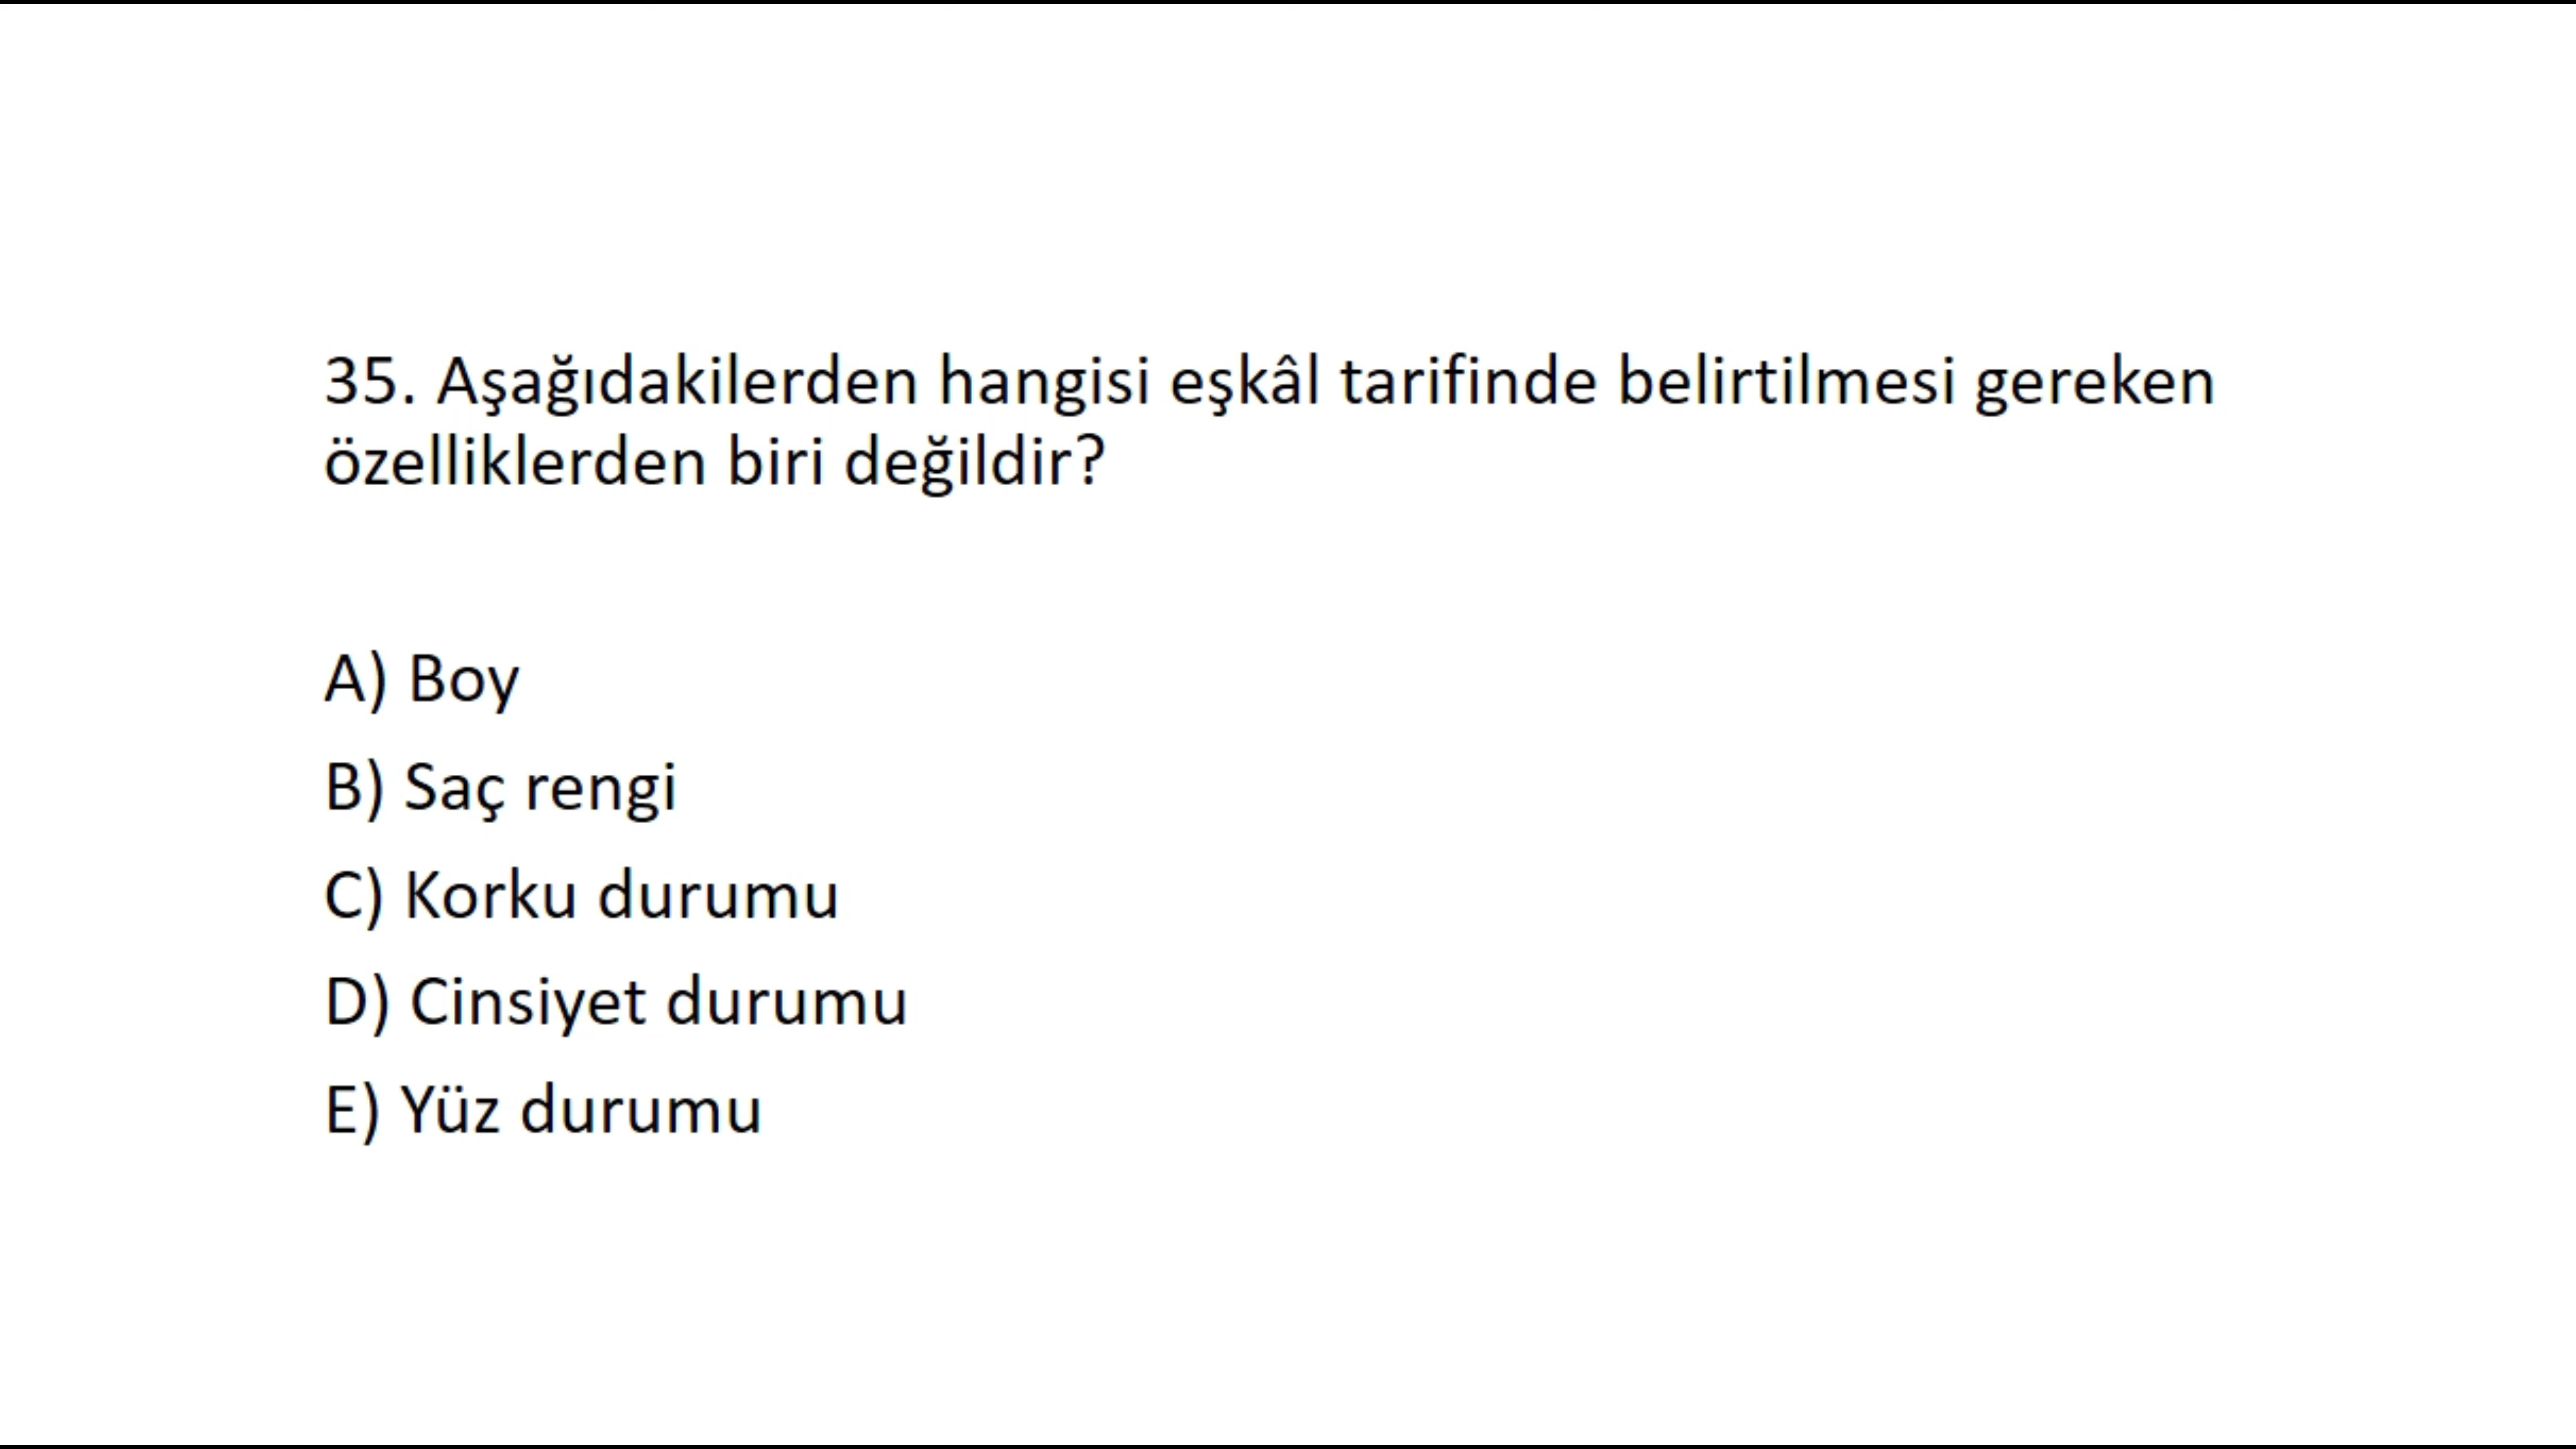 35. Aşağıdakilerden hangisi eşkâl tarifinde belirtilmesi gereken
özelliklerden biri değildir?
A) Boy
B) Saç rengi
C) Korku durumu
D) Cinsiyet durumu
E) Yüz durumu